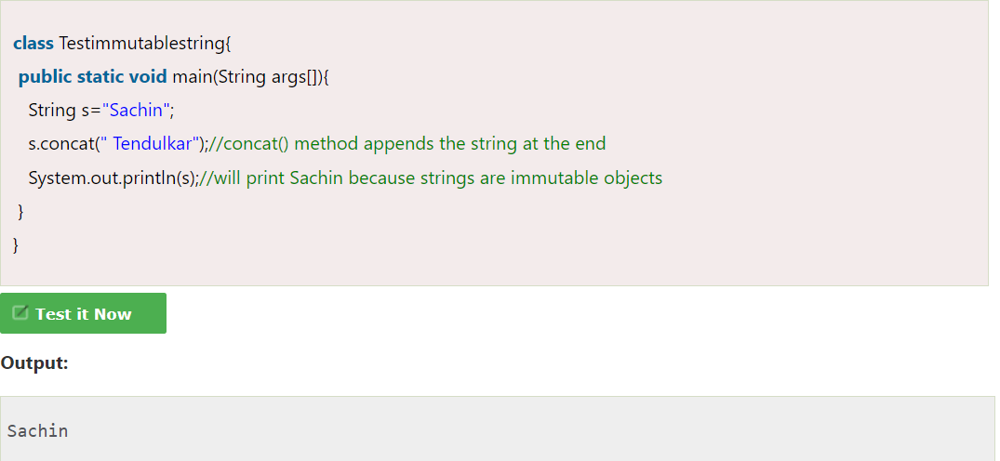 class Testimmutablestring{
public static void main(String args[]){
String s="Sachin";
s.concat(" Tendulkar");//concat() method appends the string at the end
System.out.println(s);//will print Sachin because strings are immutable objects
}
}
Test it Now
Output:
Sachin